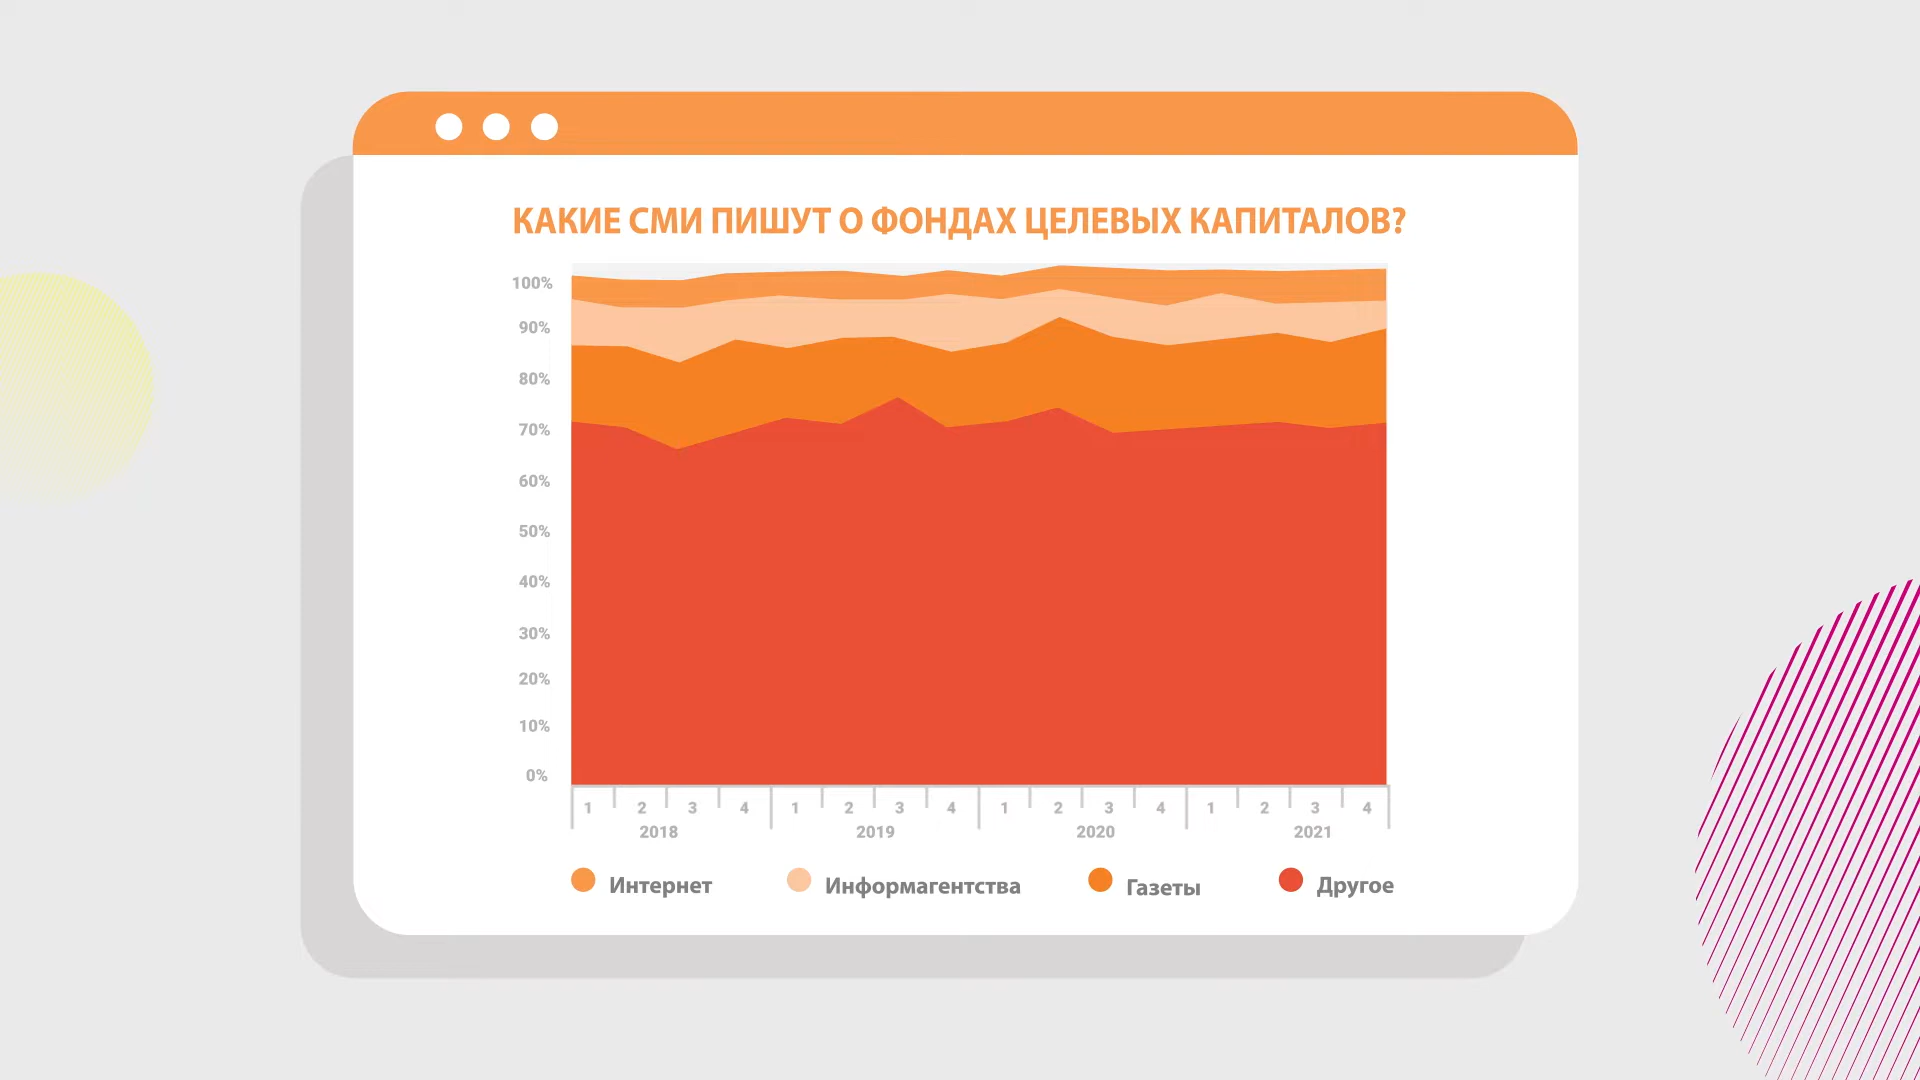 КАКИЕ СМИ ПИШУТ О ФОНДАХ ЦЕЛЕВЫХ КАПИТАЛОВ?
100%
90%
80%
70%
60%
50%
40%
30%
20%
10%
0%
1 2 3 4 1 2 3 4 1 2 3 4 1 2 3 4
2018 2019 2020 2021
Интернет Информагентства Газеты Другое